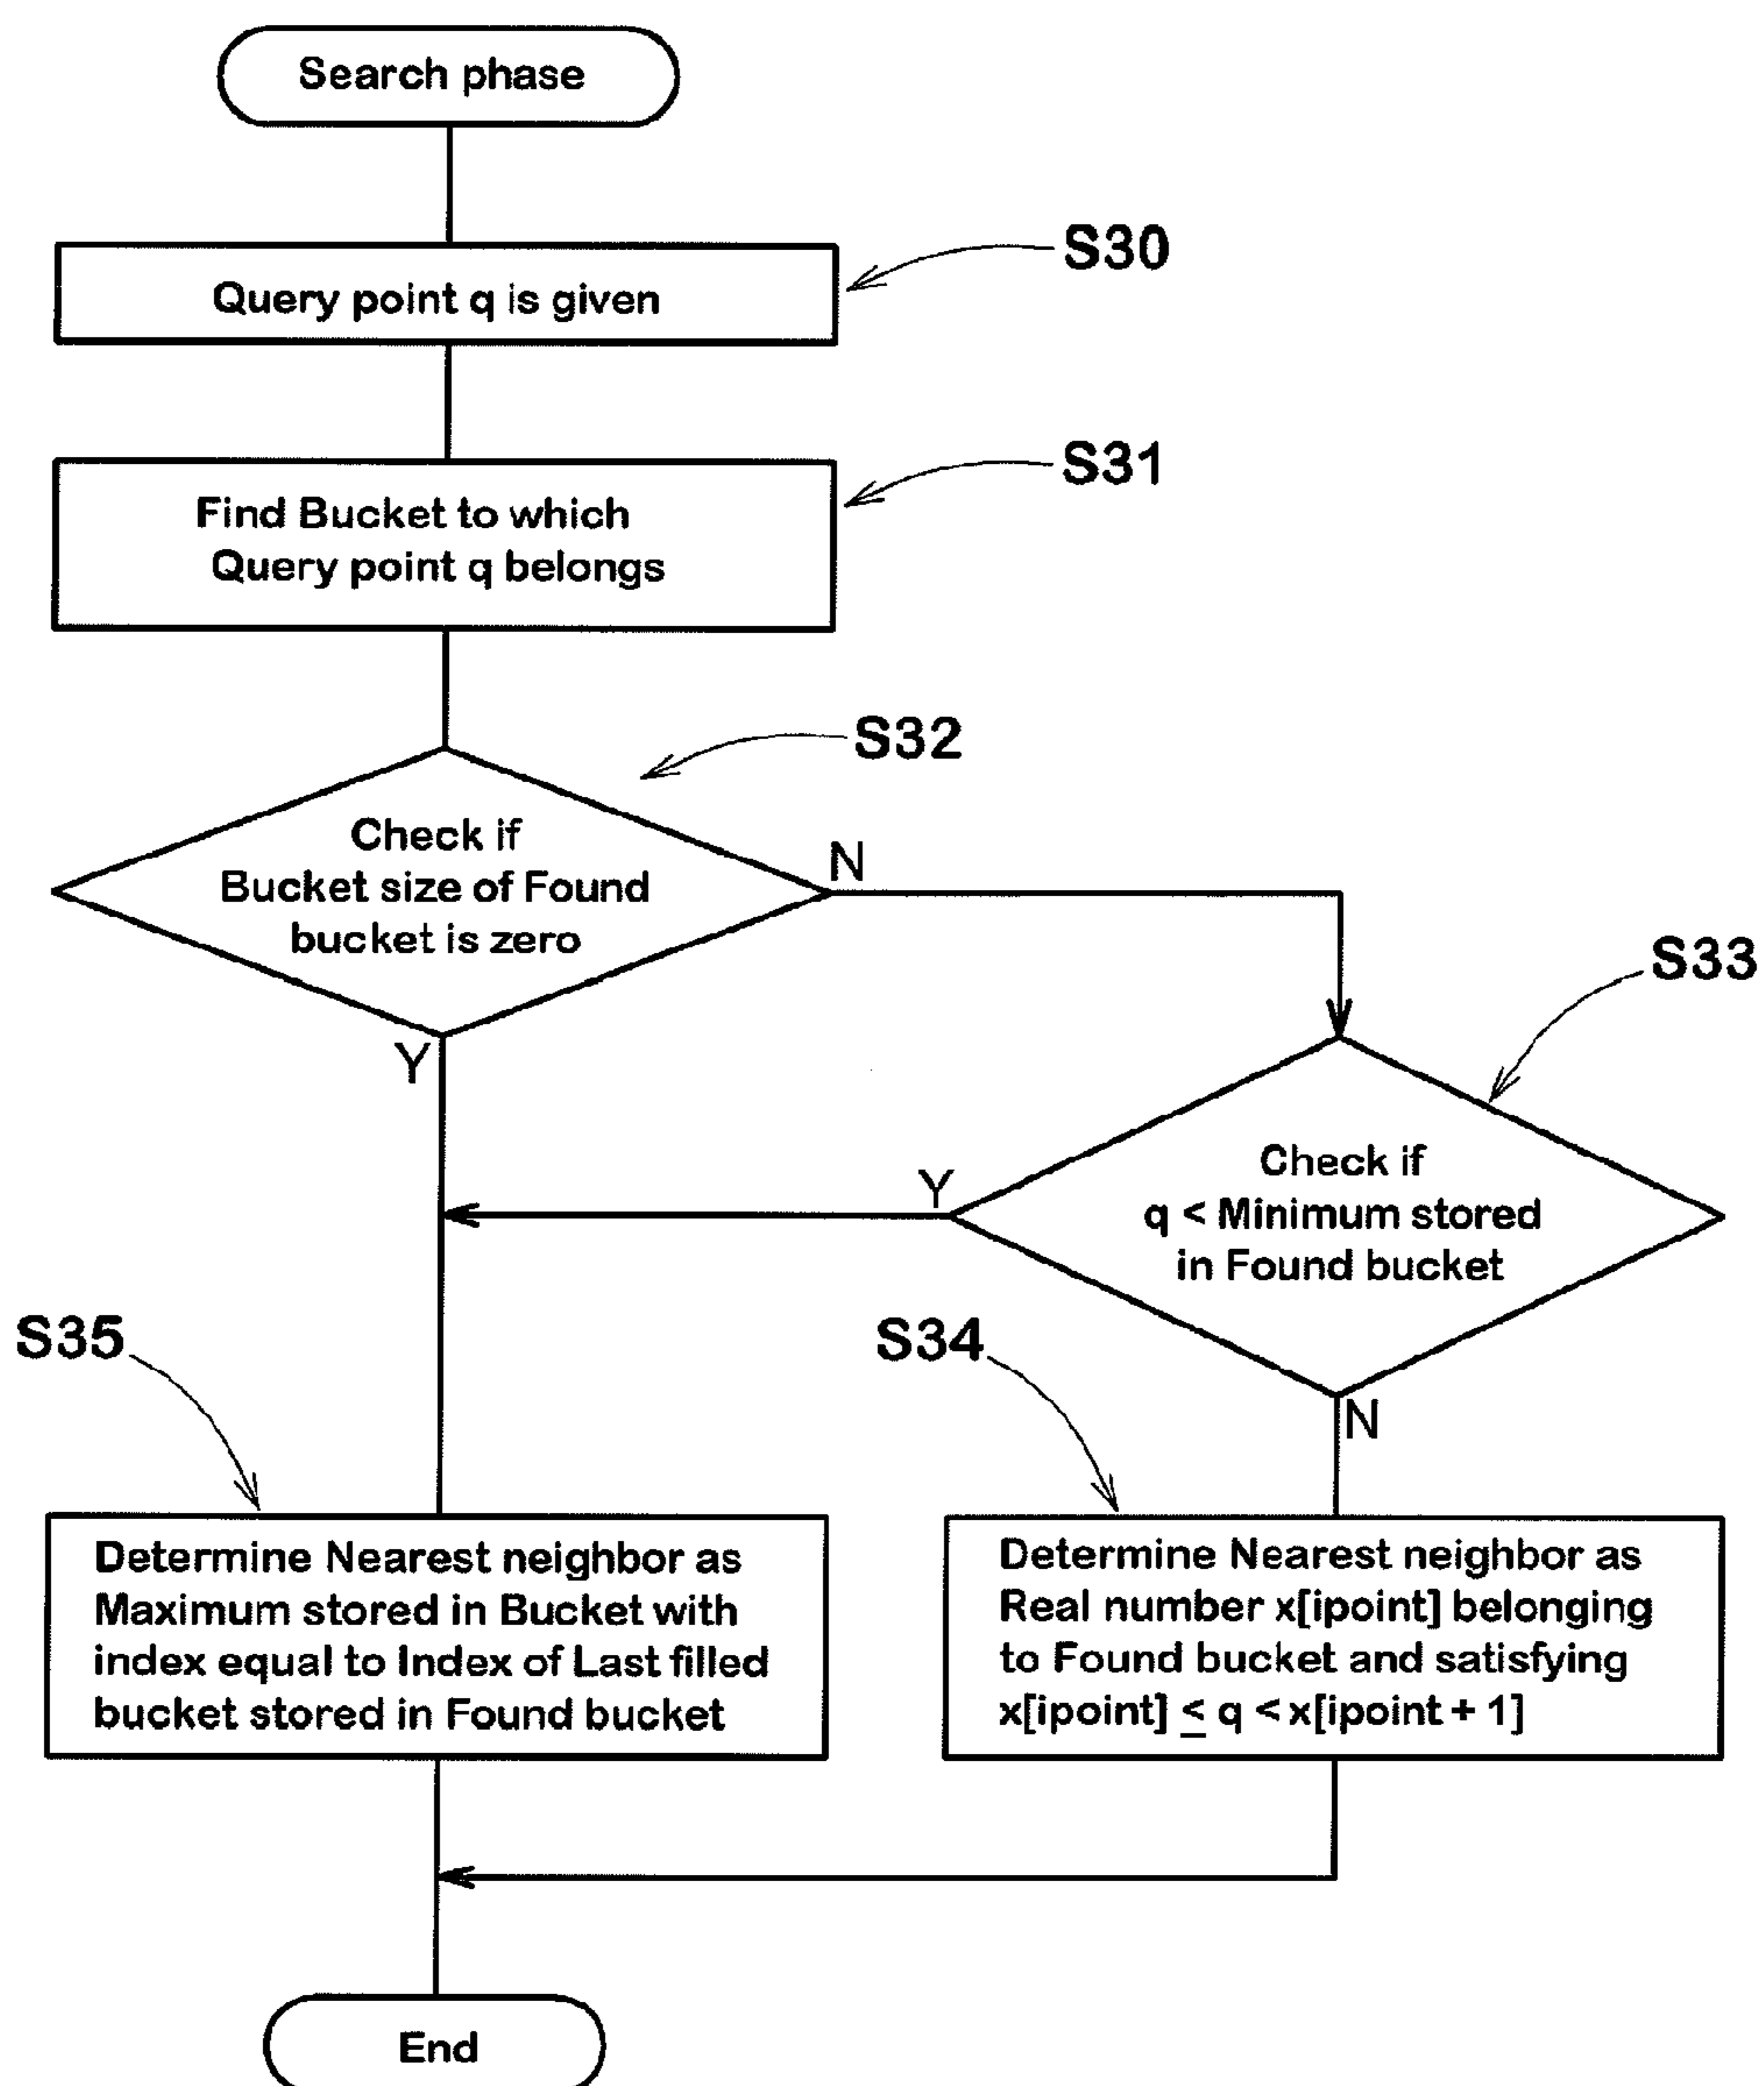 Search phase
S30
Query point q is given
S31
Find Bucket to which
Query point q belongs
S32
Check if
Bucket size of Found
bucket is zero
N
Y
S33
Check if
q < Minimum stored
in Found bucket
Y
N
S35
Determine Nearest neighbor as
Maximum stored in Bucket with
index equal to Index of Last filled
bucket stored in Found bucket
S34
Determine Nearest neighbor as
Real number x[ipoint] belonging
to Found bucket and satisfying
x[ipoint] ≤ q < x[ipoint + 1]
End